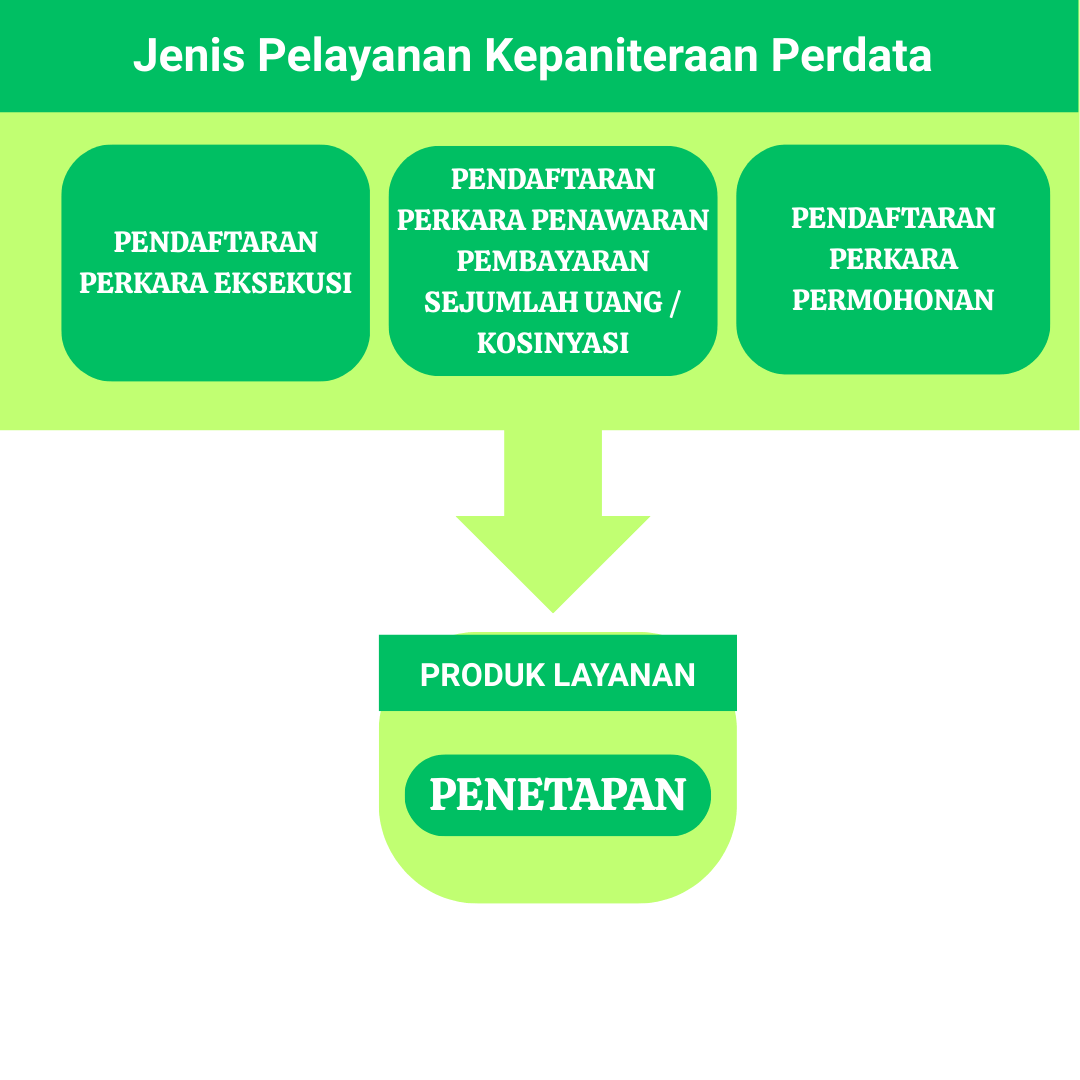 Jenis Pelayanan Kepaniteraan Perdata
PENDAFTARAN
PERKARA EKSEKUSI
PENDAFTARAN
PERKARA PENAWARAN
PEMBAYARAN
SEJUMLAH UANG /
KOSINYASI
PENDAFTARAN
PERKARA
PERMOHONAN
PRODUK LAYANAN
PENETAPAN